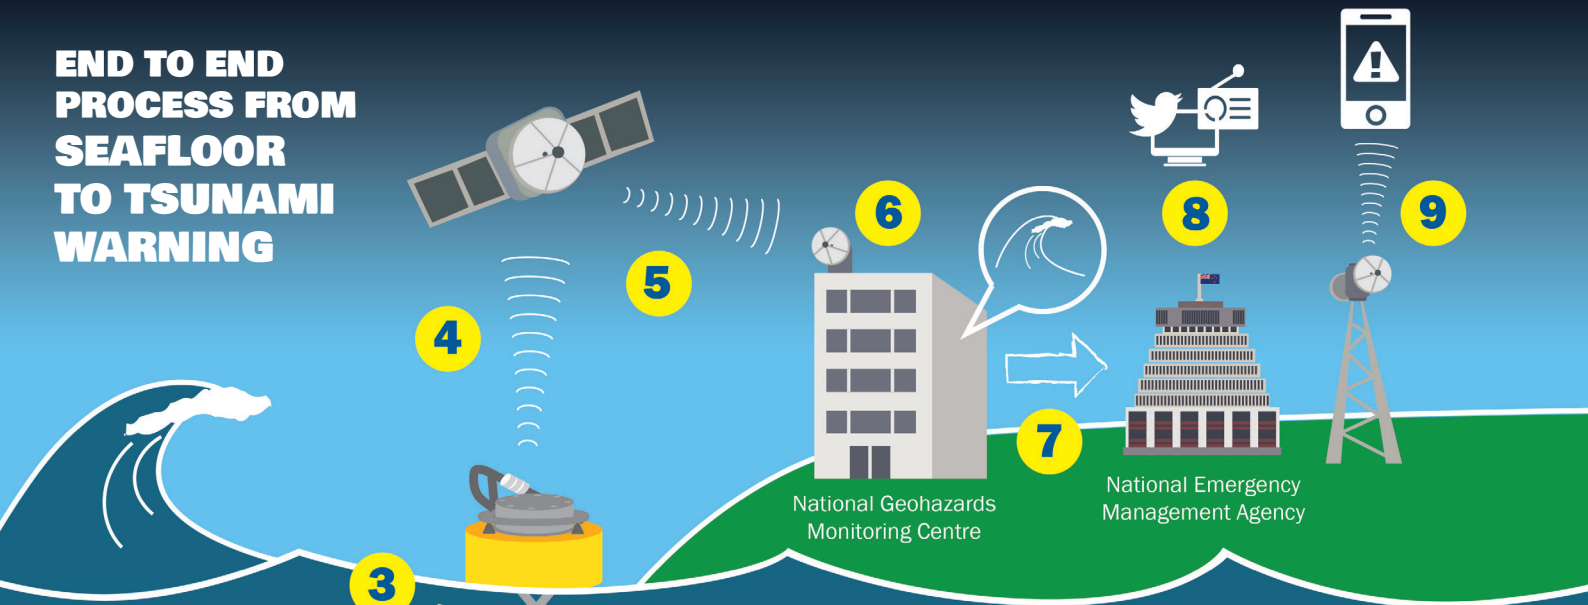 END TO END
PROCESS FROM
SEAFLOOR
TO TSUNAMI
WARNING
6
8
9
5
4
7
National Geohazards
Monitoring Centre
National Emergency
Management Agency
3